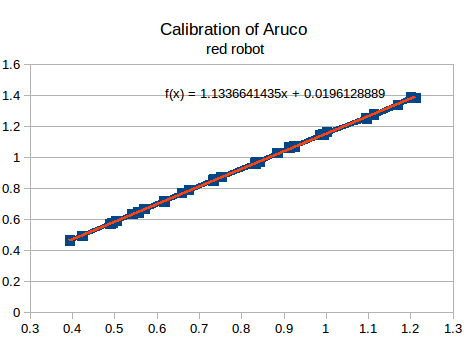 Calibration of Aruco
red robot
1.6
1.4
1.2
1
0.8
0.6
0.4
0.2
0
f(x) = 1.1336641435x + 0.0196128889
0.3 0.4 0.5 0.6 0.7 0.8 0.9 1 1.1 1.2 1.3